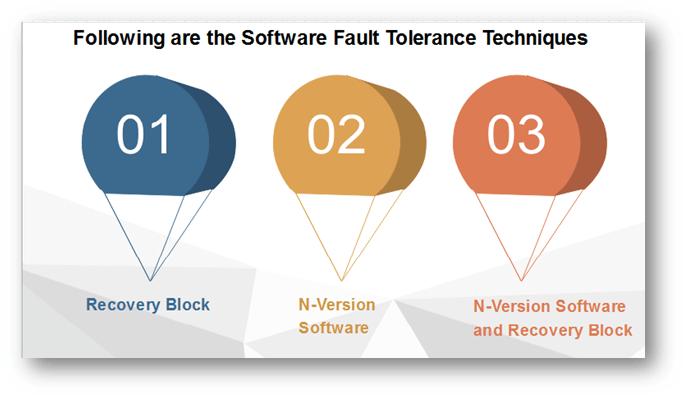 Following are the Software Fault Tolerance Techniques
01
02
03
Recovery Block
N-Version
Software
N-Version Software
and Recovery Block